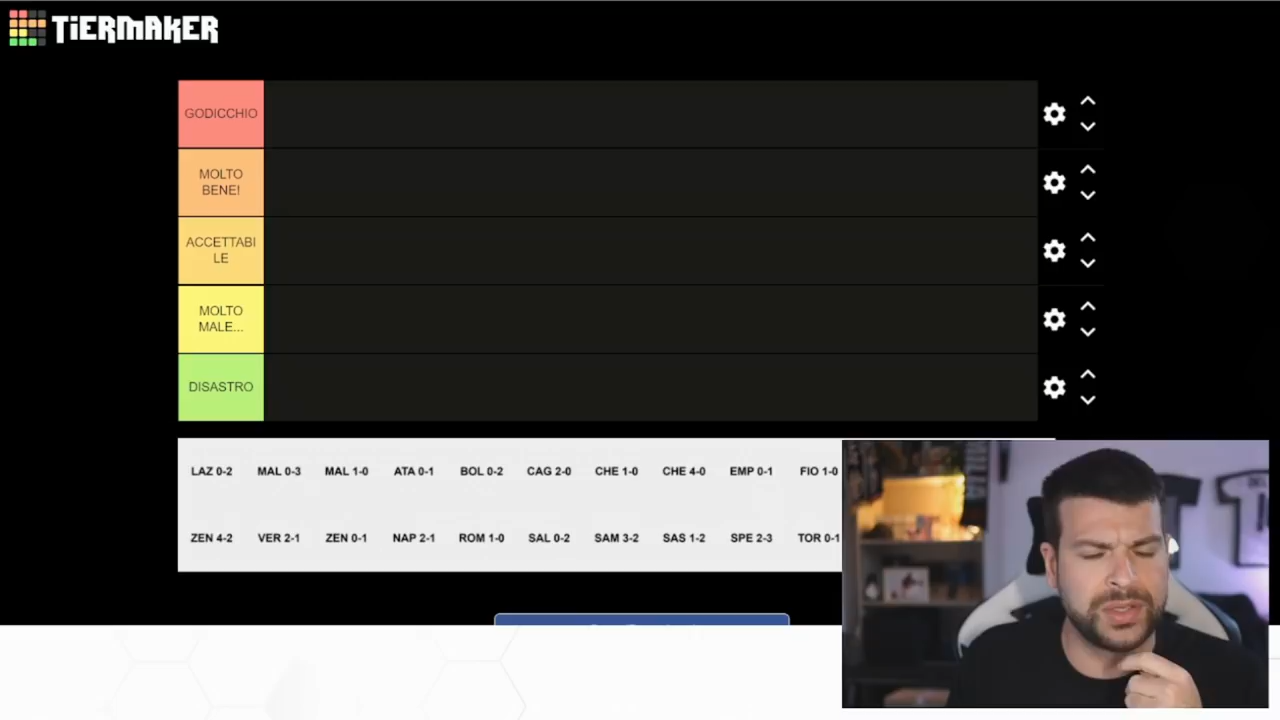 TiERMAKER
GODICCHIO
MOLTO
BENE!
ACCETTABI
LE
MOLTO
MALE...
DISASTRO
LAZ 0-2 MAL 0-3 MAL 1-0 ATA 0-1 BOL 0-2 CAG 2-0 CHE 1-0 CHE 4-0 EMP 0-1 FIO 1-0
ZEN 4-2 VER 2-1 ZEN 0-1 NAP 2-1 ROM 1-0 SAL 0-2 SAM 3-2 SAS 1-2 SPE 2-3 TOR 0-1